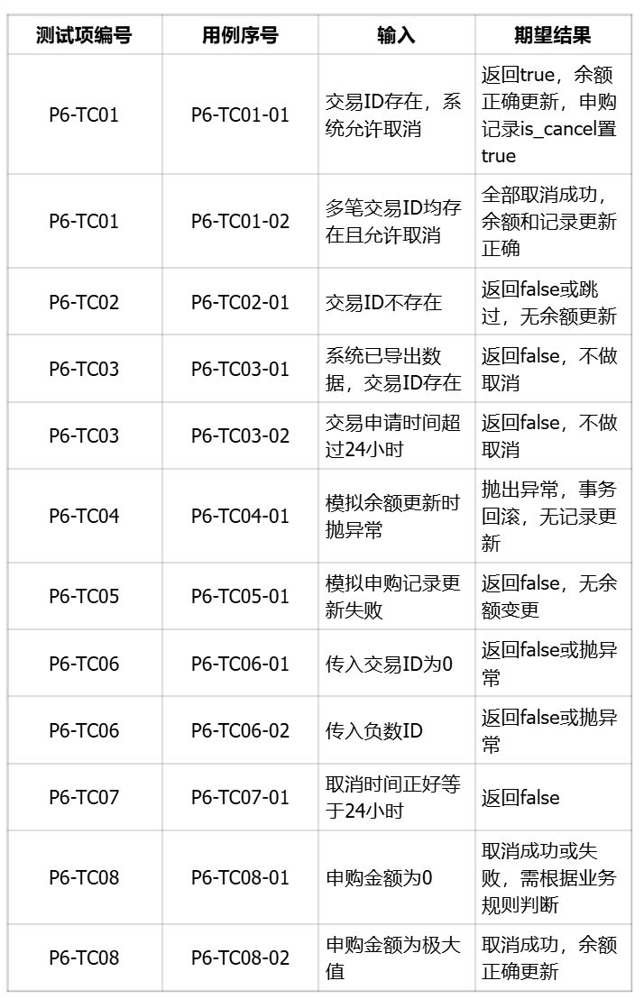 测试项编号 用例序号 输入 期望结果
P6-TC01 P6-TC01-01 交易ID存在，系统允许取消 返回true，余额正确更新，申购记录is_cancel置true
P6-TC01 P6-TC01-02 多笔交易ID均存在且允许取消 全部取消成功，余额和记录更新正确
P6-TC02 P6-TC02-01 交易ID不存在 返回false或跳过，无余额更新
P6-TC03 P6-TC03-01 系统已导出数据，交易ID存在 返回false，不做取消
P6-TC03 P6-TC03-02 交易申请时间超过24小时 返回false，不做取消
P6-TC04 P6-TC04-01 模拟余额更新时抛异常 抛出异常，事务回滚，无记录更新
P6-TC05 P6-TC05-01 模拟申购记录更新失败 返回false，无余额变更
P6-TC06 P6-TC06-01 传入交易ID为0 返回false或抛异常
P6-TC06 P6-TC06-02 传入负数ID 返回false或抛异常
P6-TC07 P6-TC07-01 取消时间正好等于24小时 返回false
P6-TC08 P6-TC08-01 申购金额为0 取消成功或失败，需根据业务规则判断
P6-TC08 P6-TC08-02 申购金额为极大值 取消成功，余额正确更新